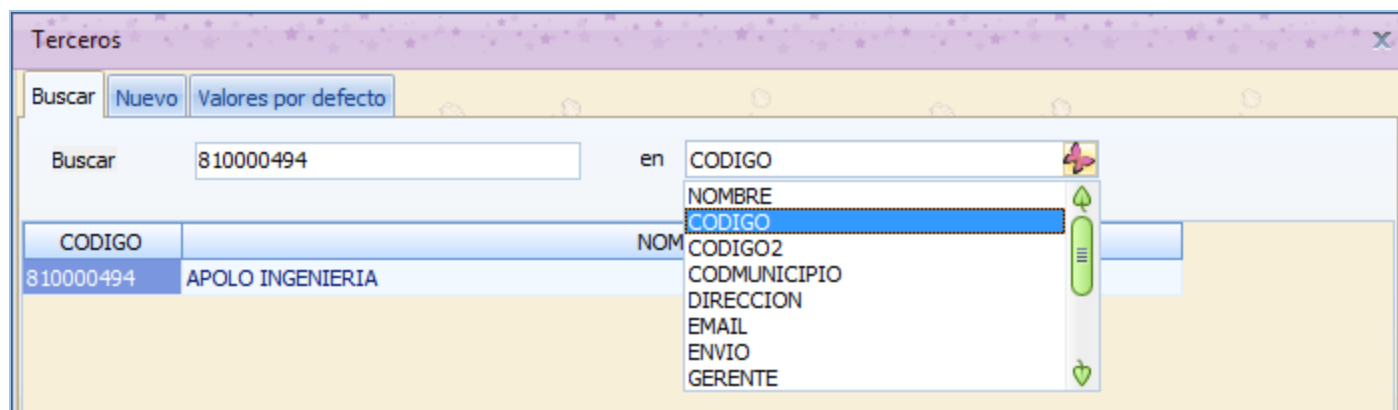 Terceros
Buscar Nuevo Valores por defecto
Buscar 810000494 en CODIGO
NOMBRE
CODIGO
CODIGO2
CODMUNICIPIO
DIRECCION
EMAIL
ENVIO
GERENTE
CODIGO NOM
810000494 APOLO INGENIERIA